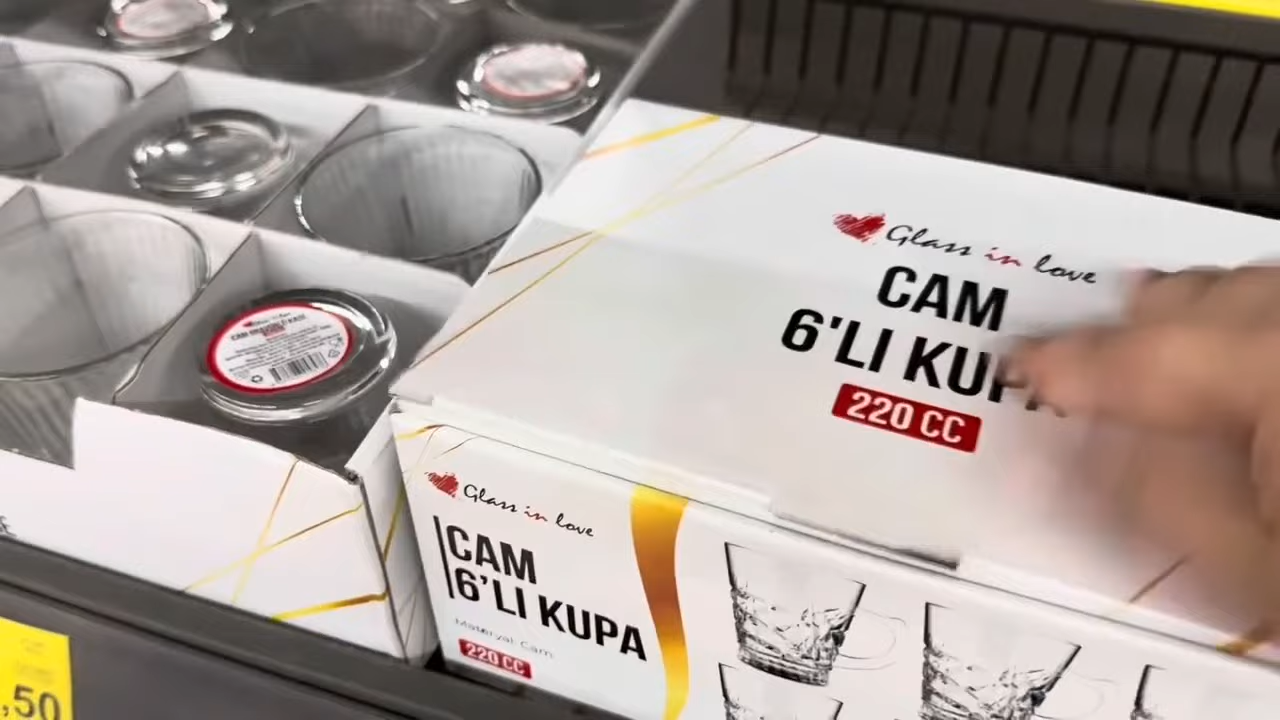 Glass in love
CAM
6'LI KUPA
220 CC
Glass in love
CAM
6'LI KUPA
Materyal: Cam
220 CC
,50